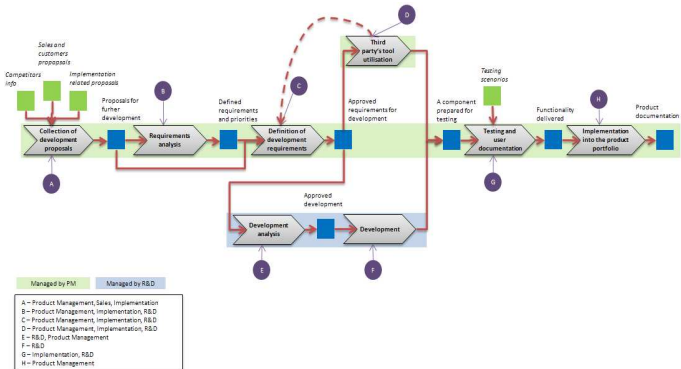 D
Sales and
customers
propopsals
Competitors
info
Implementation
related proposals
Third
party's tool
utilisation
Testing
scenorios
B
C
H
Proposals for
furher
development
Defined
requirements
and priorities
Approved
requirements for
development
A component
prepared for
testing
Functionality
delivered
Product
documentation
Collection of
development
proposals
Requirements
analysis
Definition of
development
requirements
Testing and
user
documentation
Implementation
into the product
portfolio
A
G
Approved
development
Development
analysis
Development
E
F
Managed by PM
Managed by R&D
A – Product Management, Sales, Implementation
B – Product Management, Implementation, R&D
C – Product Management, Implementation, R&D
D – Product Management, Implementation, R&D
E – R&D, Product Management
F – R&D
G – Implementation, R&D
H – Product Management